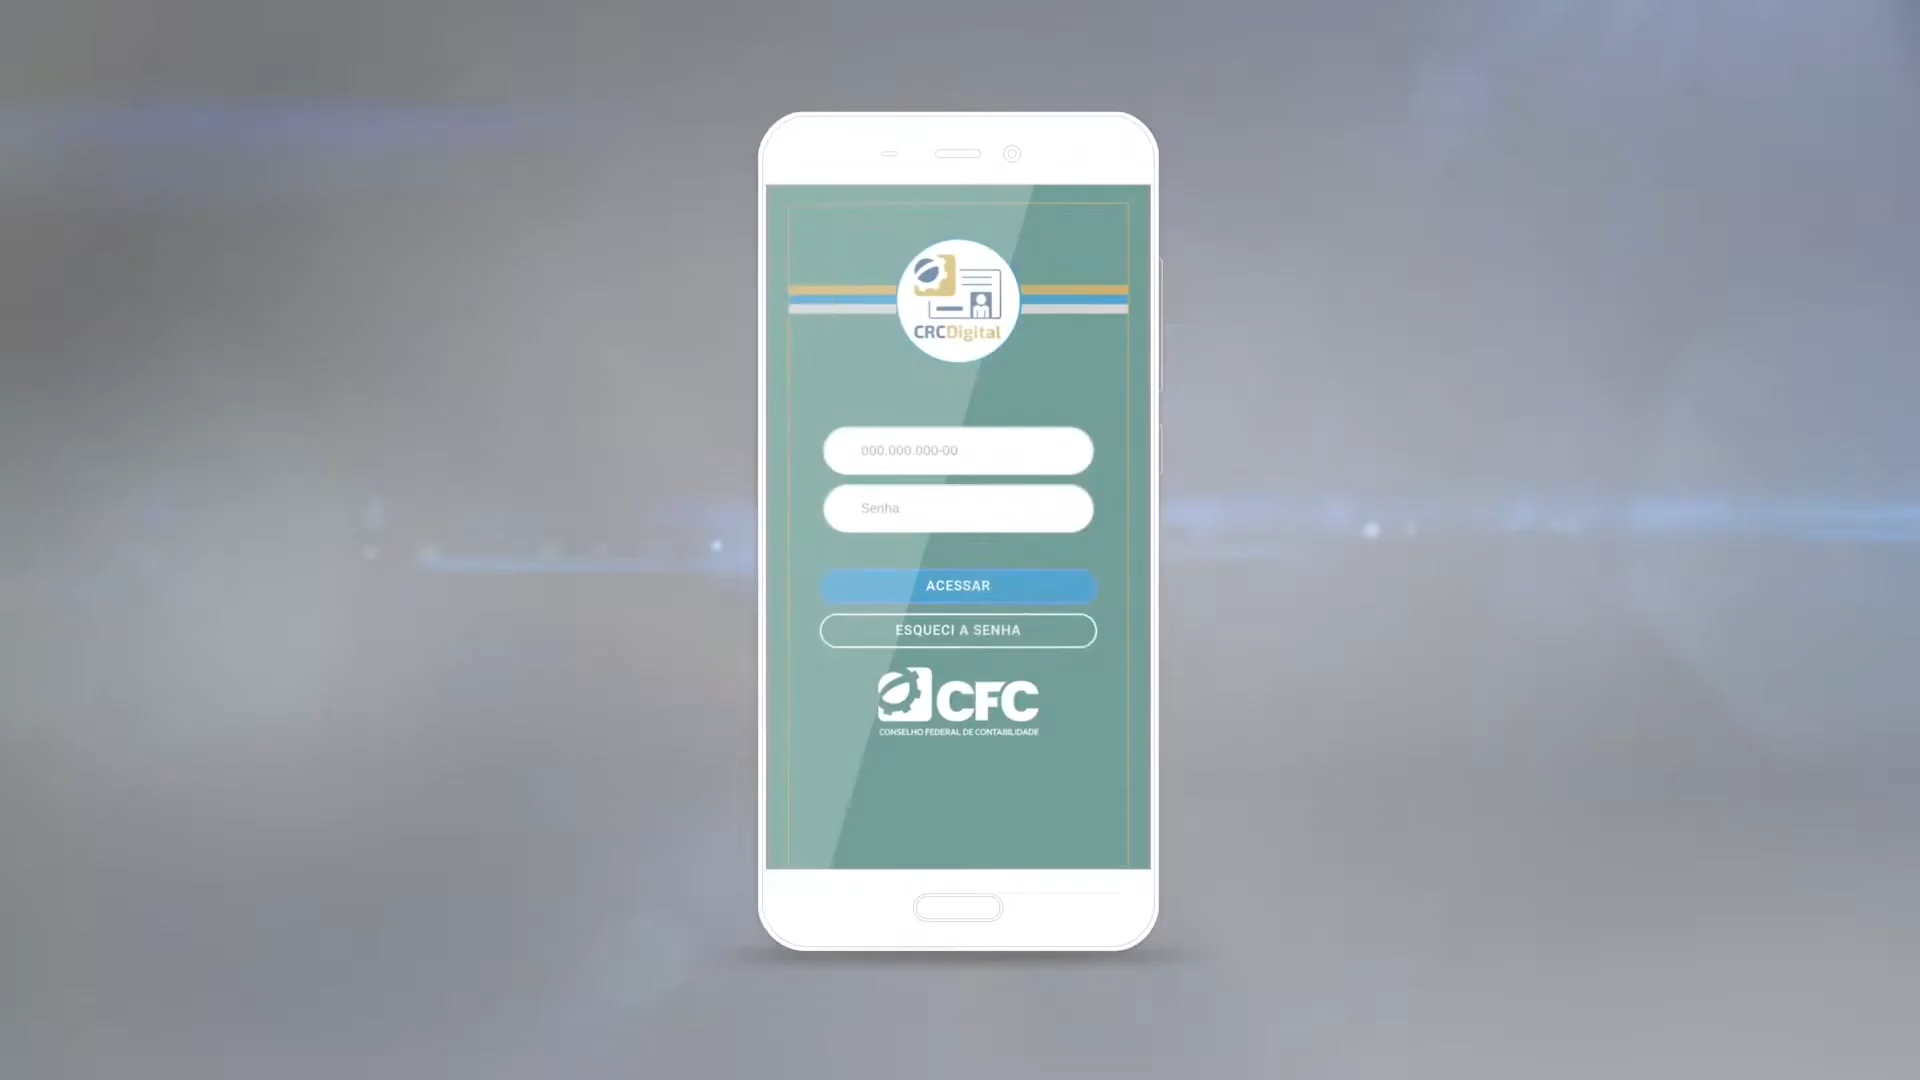 CRCDigital
000.000.000-00
Senha
ACESSAR
ESQUECI A SENHA
CFC
CONSELHO FEDERAL DE CONTABILIDADE